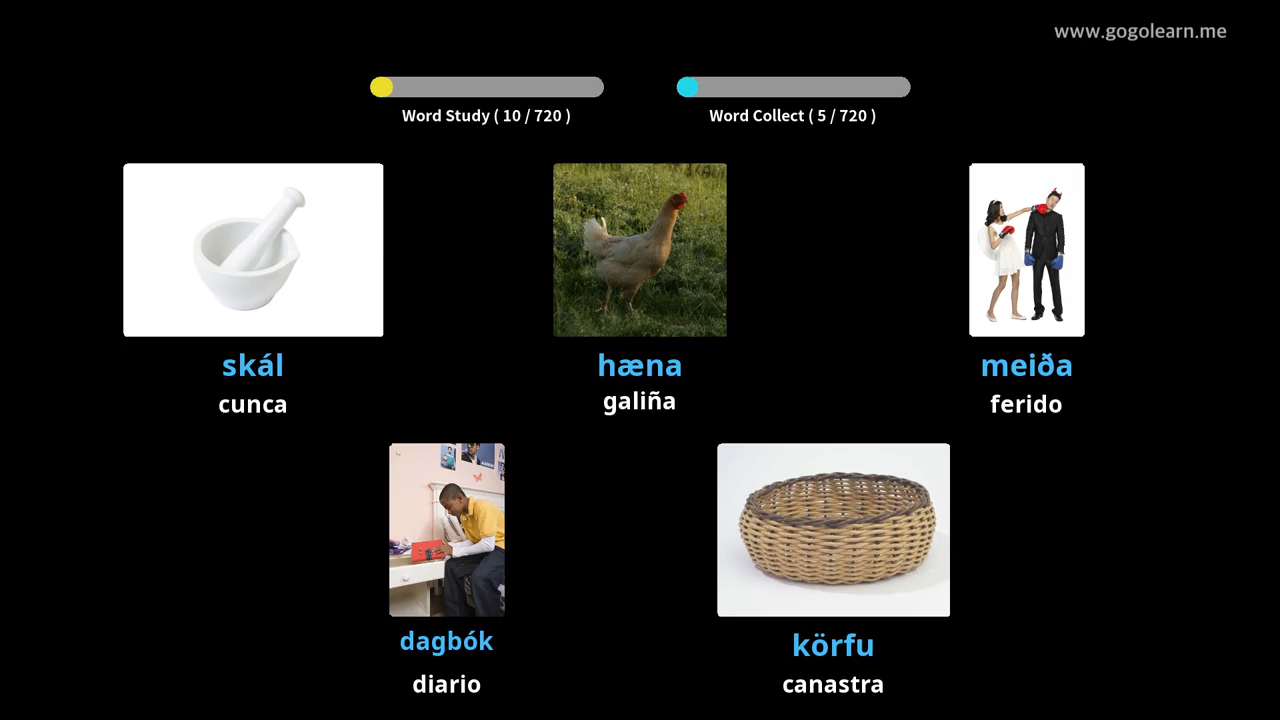 www.gogolearn.me
Word Study ( 10 / 720 )
Word Collect ( 5 / 720 )
skál
cunca
hæna
galiña
meiða
ferido
dagbók
diario
körfu
canastra